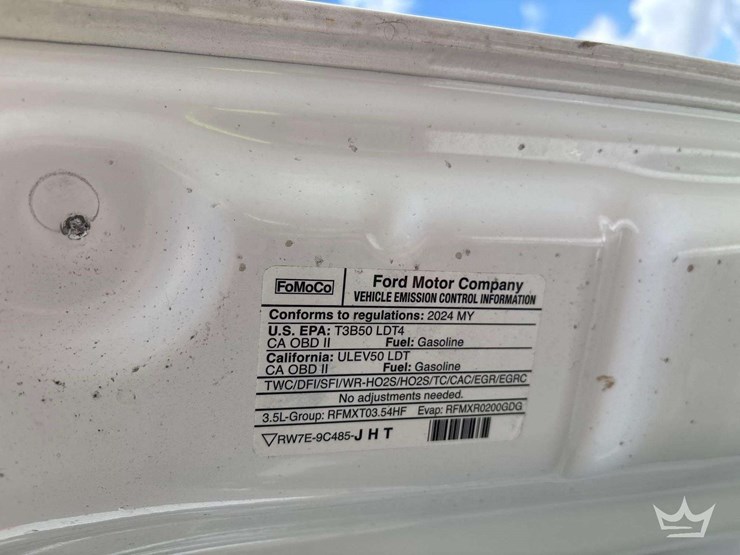 FoMoCo
Ford Motor Company
VEHICLE EMISSION CONTROL INFORMATION
Conforms to regulations: 2024 MY
U.S. EPA: T3B50 LDT4
CA OBD II Fuel: Gasoline
California: ULEV50 LDT
CA OBD II Fuel: Gasoline
TWC/DFI/SFI/WR-HO2S/HO2S/TC/CAC/EGR/EGRC
No adjustments needed.
3.5L-Group: RFMXT03.54HF Evap: RFMXR0200GDG
RW7E-9C485-J H T